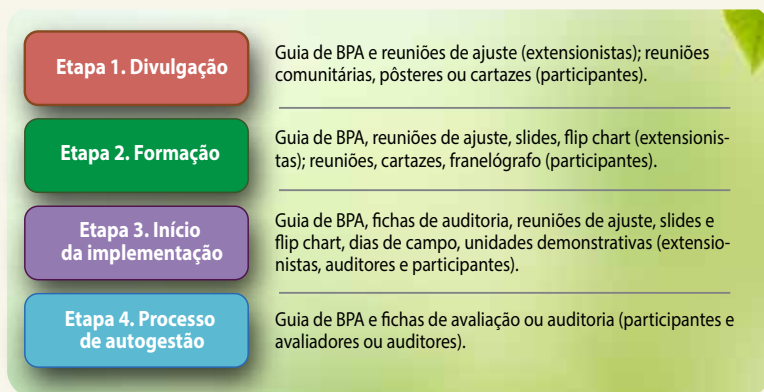 Etapa 1. Divulgação
Guia de BPA e reuniões de ajuste (extensionistas); reuniões
comunitárias, pôsteres ou cartazes (participantes).
Etapa 2. Formação
Guia de BPA, reuniões de ajuste, slides, flip chart (extensionis-
tas); reuniões, cartazes, franelógrafo (participantes).
Etapa 3. Início
da implementação
Guia de BPA, fichas de auditoria, reuniões de ajuste, slides e
flip chart, dias de campo, unidades demonstrativas (extensio-
nistas, auditores e participantes).
Etapa 4. Processo
de autogestão
Guia de BPA e fichas de avaliação ou auditoria (participantes e
avaliadores ou auditores).